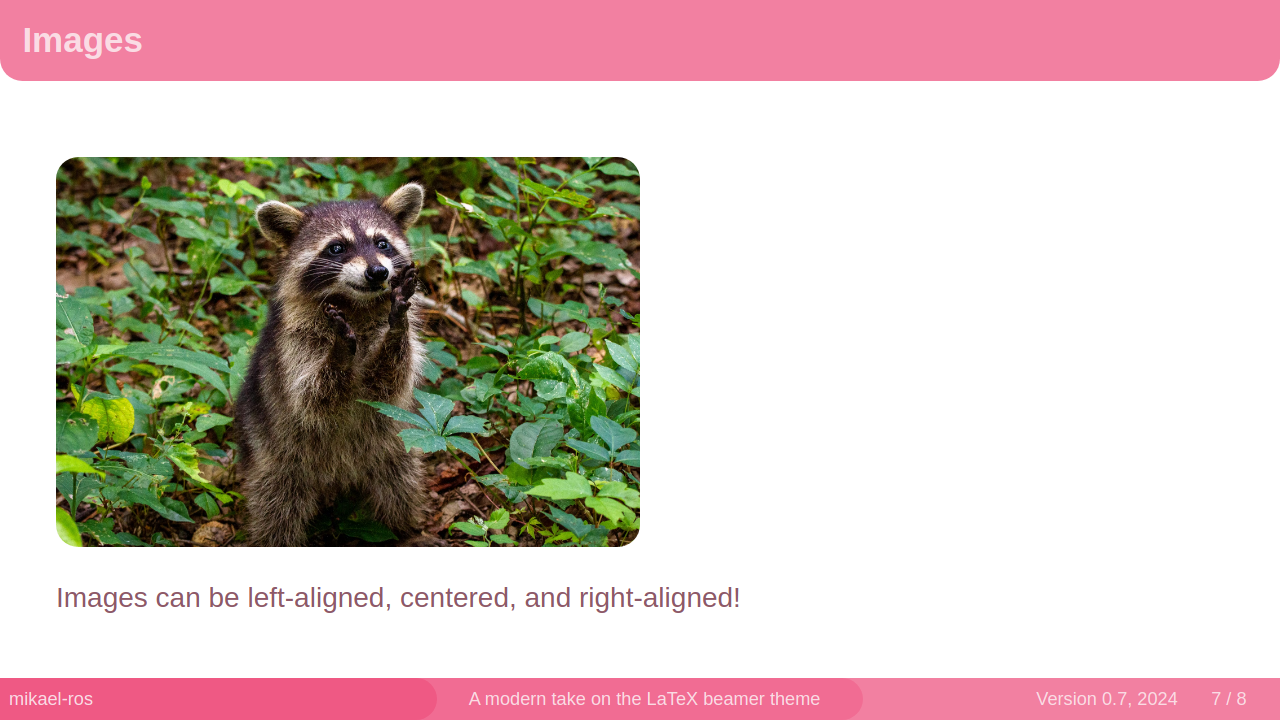 Images
Images can be left-aligned, centered, and right-aligned!
mikael-ros
A modern take on the LaTeX beamer theme
Version 0.7, 2024
7 / 8